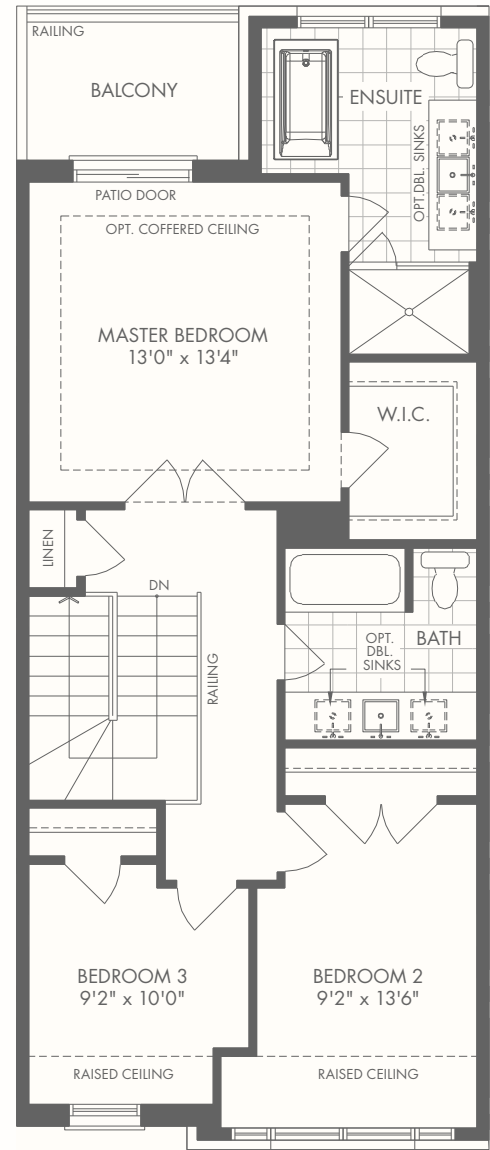 RAILING
BALCONY
ENSUITE
OPT.DBL. SINKS
PATIO DOOR
OPT. COFFERED CEILING
MASTER BEDROOM
13'0" x 13'4"
W.I.C.
LINEN
DN
RAILING
OPT.
DBL.
SINKS
BATH
BEDROOM 3
9'2" x 10'0"
BEDROOM 2
9'2" x 13'6"
RAISED CEILING
RAISED CEILING